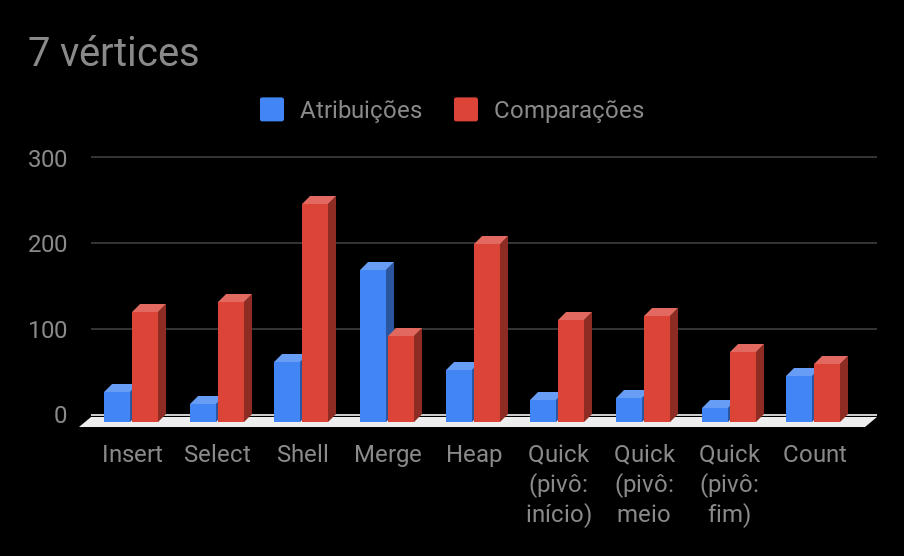 7 vértices
Atribuições Comparações
300
200
100
0
Insert Select Shell Merge Heap Quick Quick Quick Count
(pivô: (pivô: (pivô:
início) meio fim)